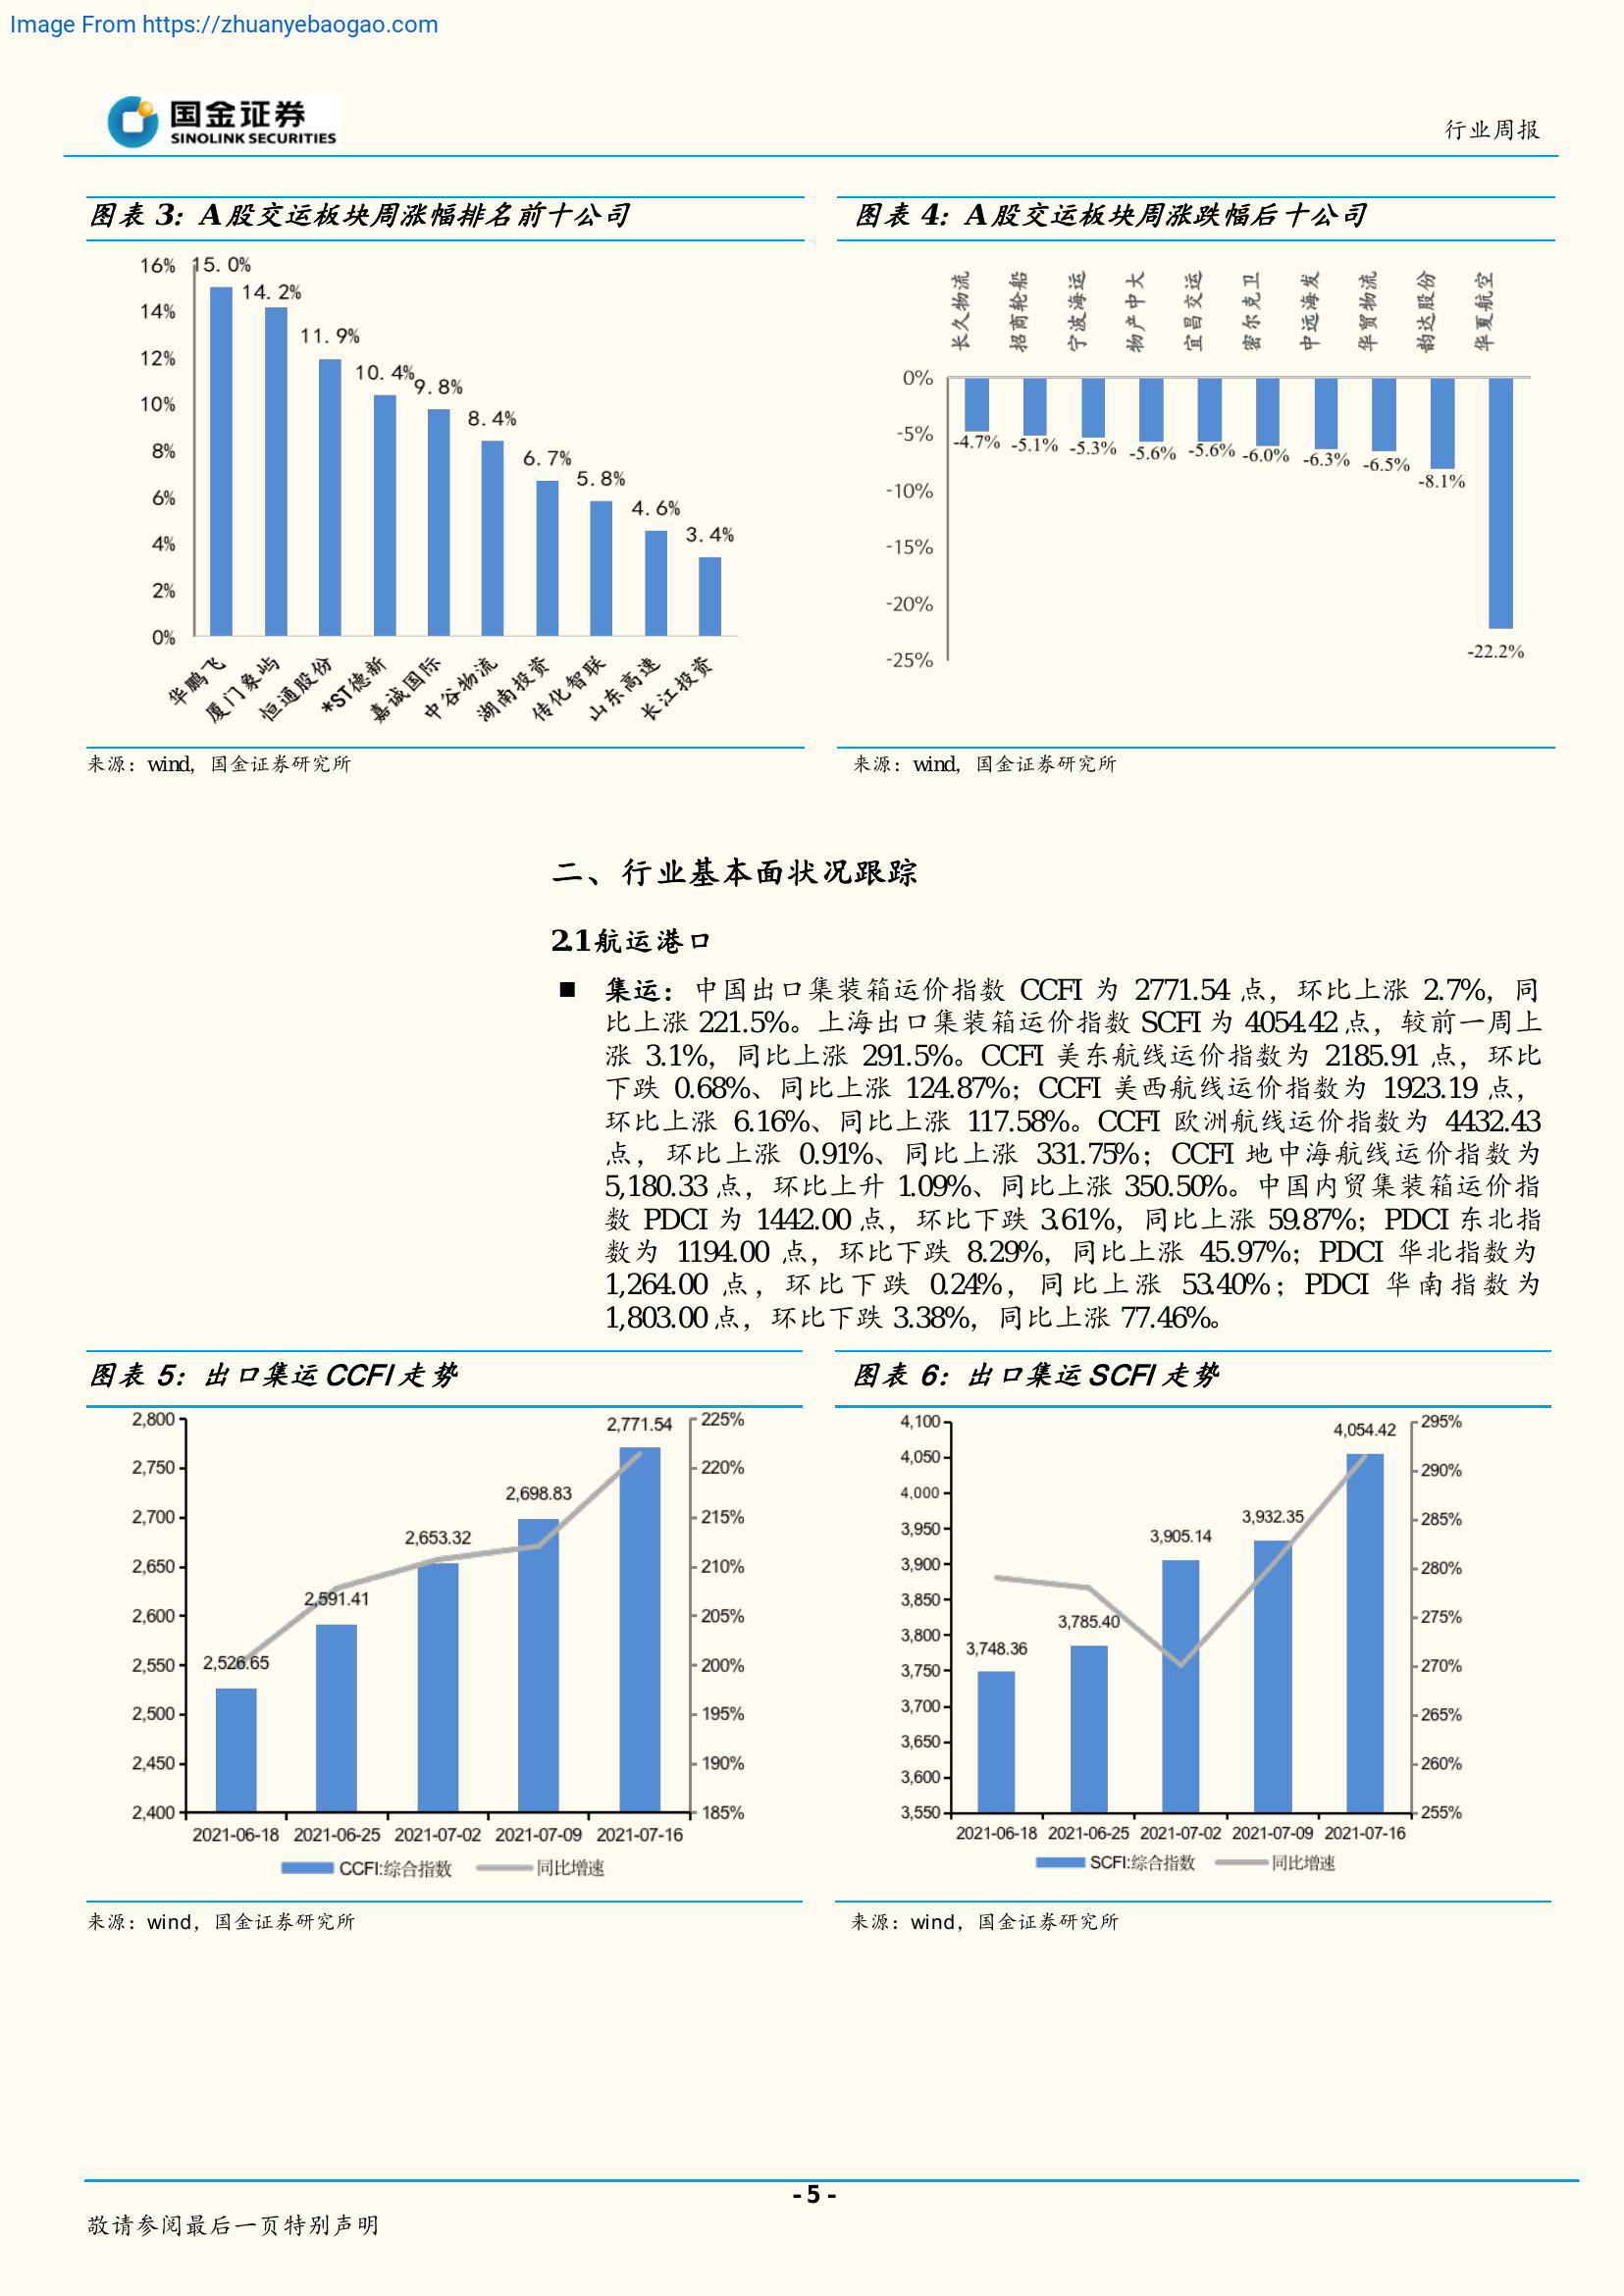 Image From https://zhuanyebaogao.com
国金证券
SINOLINK SECURITIES
行业周报
图表 3：A 股交运板块周涨幅排名前十公司
16%
14%
12%
10%
8%
6%
4%
2%
0%
15.0%
14.2%
11.9%
10.4%
9.8%
8.4%
6.7%
5.8%
4.6%
3.4%
华鹏飞
厦门象屿
恒通股份
*ST德新
嘉诚国际
中谷物流
湖南投资
传化智联
山东高速
长江投资
来源：wind，国金证券研究所
图表 4：A 股交运板块周涨跌幅后十公司
长久物流
招商轮船
宁波海运
物产中大
宜昌交运
密尔克卫
中远海发
华贸物流
韵达股份
华夏航空
0%
-5%
-10%
-15%
-20%
-25%
-4.7%
-5.1%
-5.3%
-5.6%
-5.6%
-6.0%
-6.3%
-6.5%
-8.1%
-22.2%
来源：wind，国金证券研究所
二、行业基本面状况跟踪
2.1 航运港口
■ 集运：中国出口集装箱运价指数 CCFI 为 2771.54 点，环比上涨 2.7%，同
比上涨 221.5%。上海出口集装箱运价指数 SCFI 为 4054.42 点，较前一周上
涨 3.1%，同比上涨 291.5%。CCFI 美东航线运价指数为 2185.91 点，环比
下跌 0.68%、同比上涨 124.87%；CCFI 美西航线运价指数为 1923.19 点，
环比上涨 6.16%、同比上涨 117.58%。CCFI 欧洲航线运价指数为 4432.43
点，环比上涨 0.91%、同比上涨 331.75%；CCFI 地中海航线运价指数为
5,180.33 点，环比上升 1.09%、同比上涨 350.50%。中国内贸集装箱运价指
数 PDCI 为 1442.00 点，环比下跌 3.61%，同比上涨 59.87%；PDCI 东北指
数为 1194.00 点，环比下跌 8.29%，同比上涨 45.97%；PDCI 华北指数为
1,264.00 点，环比下跌 0.24%，同比上涨 53.40%；PDCI 华南指数为
1,803.00 点，环比下跌 3.38%，同比上涨 77.46%。
图表 5：出口集运 CCFI 走势
2,800
2,750
2,700
2,650
2,600
2,550
2,500
2,450
2,400
2,526.65
2,591.41
2,653.32
2,698.83
2,771.54
225%
220%
215%
210%
205%
200%
195%
190%
185%
2021-06-18 2021-06-25 2021-07-02 2021-07-09 2021-07-16
CCFI:综合指数 同比增速
来源：wind，国金证券研究所
图表 6：出口集运 SCFI 走势
4,100
4,050
4,000
3,950
3,900
3,850
3,800
3,750
3,700
3,650
3,600
3,550
3,748.36
3,785.40
3,905.14
3,932.35
4,054.42
295%
290%
285%
280%
275%
270%
265%
260%
255%
2021-06-18 2021-06-25 2021-07-02 2021-07-09 2021-07-16
SCFI:综合指数 同比增速
来源：wind，国金证券研究所
- 5 -
敬请参阅最后一页特别声明